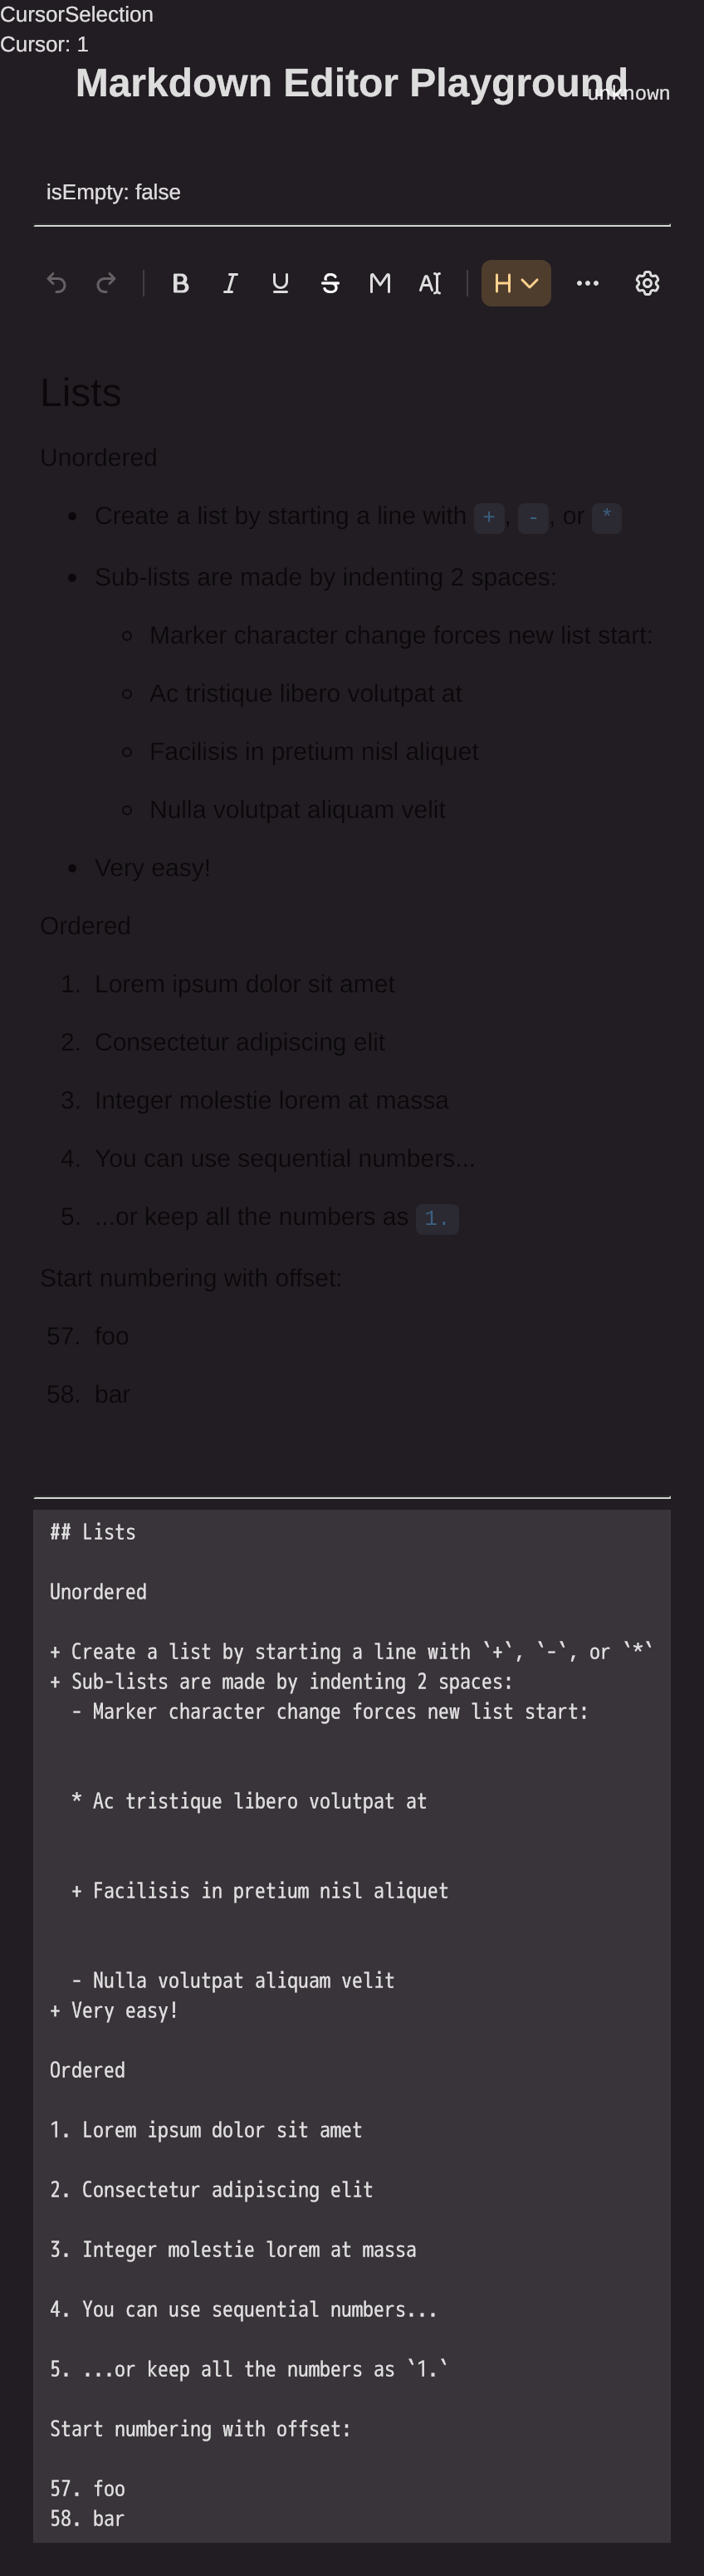 CursorSelection
Cursor: 1
Markdown Editor Playground
unknown
isEmpty: false
B I U S M AI H
Lists
Unordered
• Create a list by starting a line with +, -, or *
• Sub-lists are made by indenting 2 spaces:
◦ Marker character change forces new list start:
◦ Ac tristique libero volutpat at
◦ Facilisis in pretium nisl aliquet
◦ Nulla volutpat aliquam velit
• Very easy!
Ordered
1. Lorem ipsum dolor sit amet
2. Consectetur adipiscing elit
3. Integer molestie lorem at massa
4. You can use sequential numbers...
5. ...or keep all the numbers as 1.
Start numbering with offset:
57. foo
58. bar
## Lists
Unordered
+ Create a list by starting a line with `+`, `-`, or `*`
+ Sub-lists are made by indenting 2 spaces:
- Marker character change forces new list start:
* Ac tristique libero volutpat at
+ Facilisis in pretium nisl aliquet
- Nulla volutpat aliquam velit
+ Very easy!
Ordered
1. Lorem ipsum dolor sit amet
2. Consectetur adipiscing elit
3. Integer molestie lorem at massa
4. You can use sequential numbers...
5. ...or keep all the numbers as `1.`
Start numbering with offset:
57. foo
58. bar